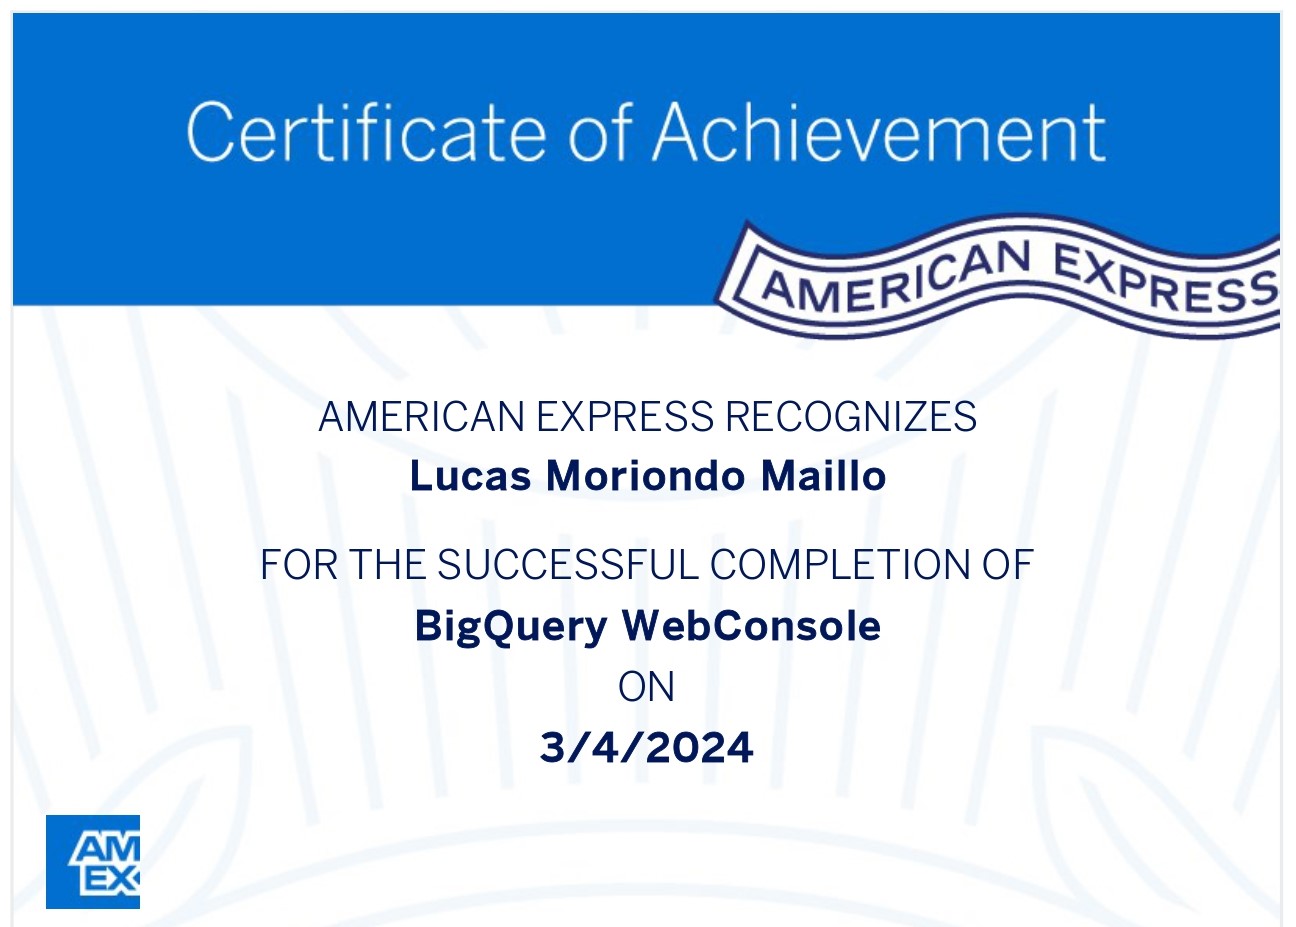 Certificate of Achievement
AMERICAN EXPRESS
AMERICAN EXPRESS RECOGNIZES
Lucas Moriondo Maillo
FOR THE SUCCESSFUL COMPLETION OF
BigQuery WebConsole
ON
3/4/2024
AM
EX